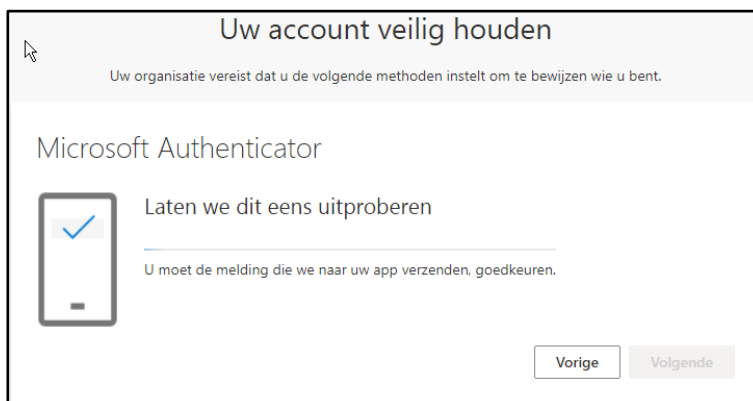 Uw account veilig houden
Uw organisatie vereist dat u de volgende methoden instelt om te bewijzen wie u bent.
Microsoft Authenticator
Laten we dit eens uitproberen
U moet de melding die we naar uw app verzenden, goedkeuren.
Vorige Volgende